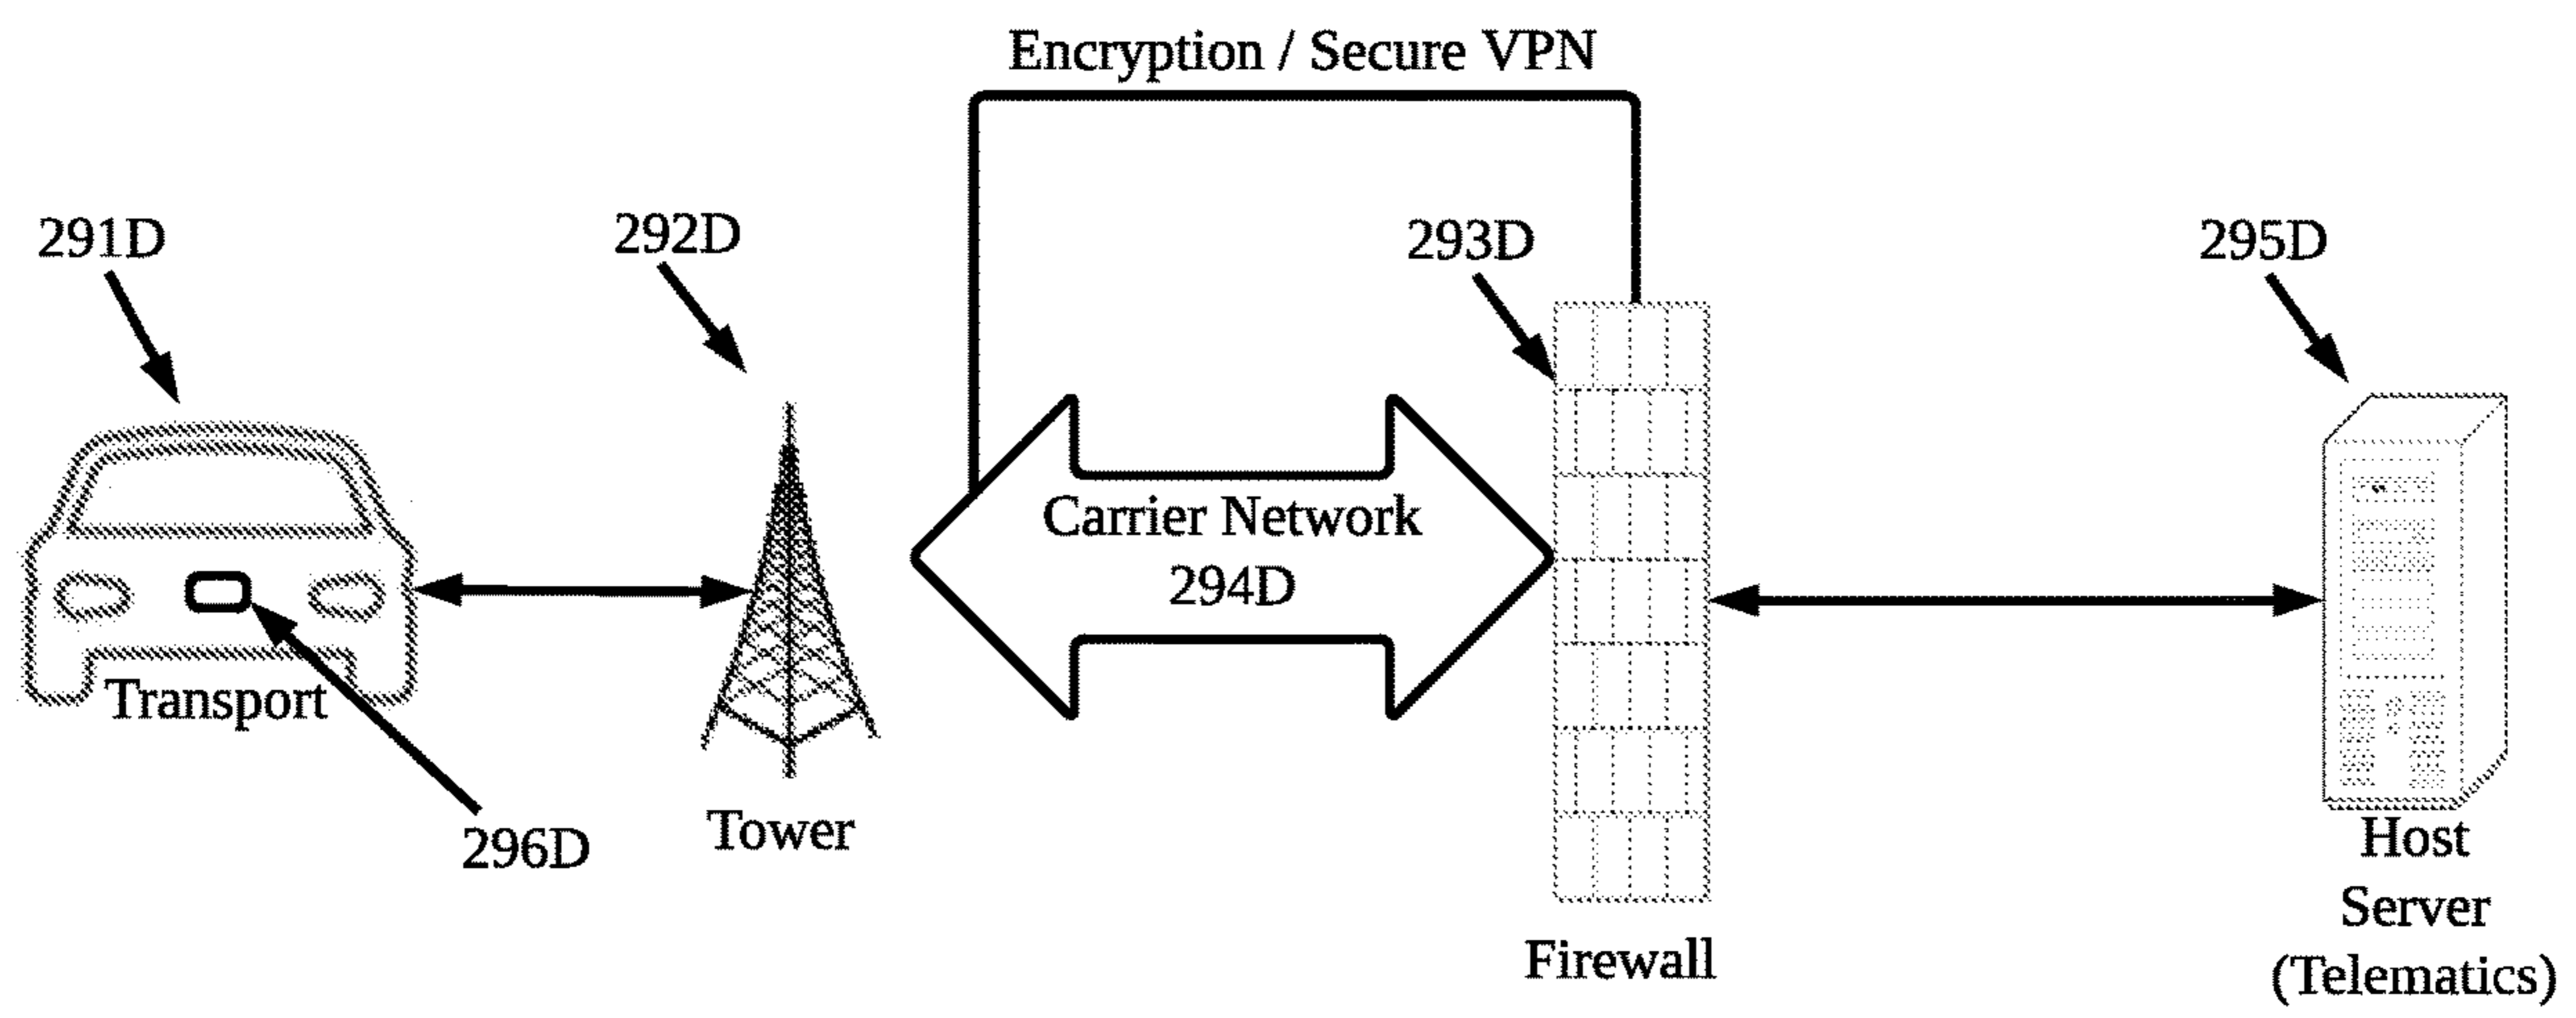 Encryption / Secure VPN
291D
292D
293D
295D
Carrier Network
294D
Transport
296D
Tower
Firewall
Host
Server
(Telematics)